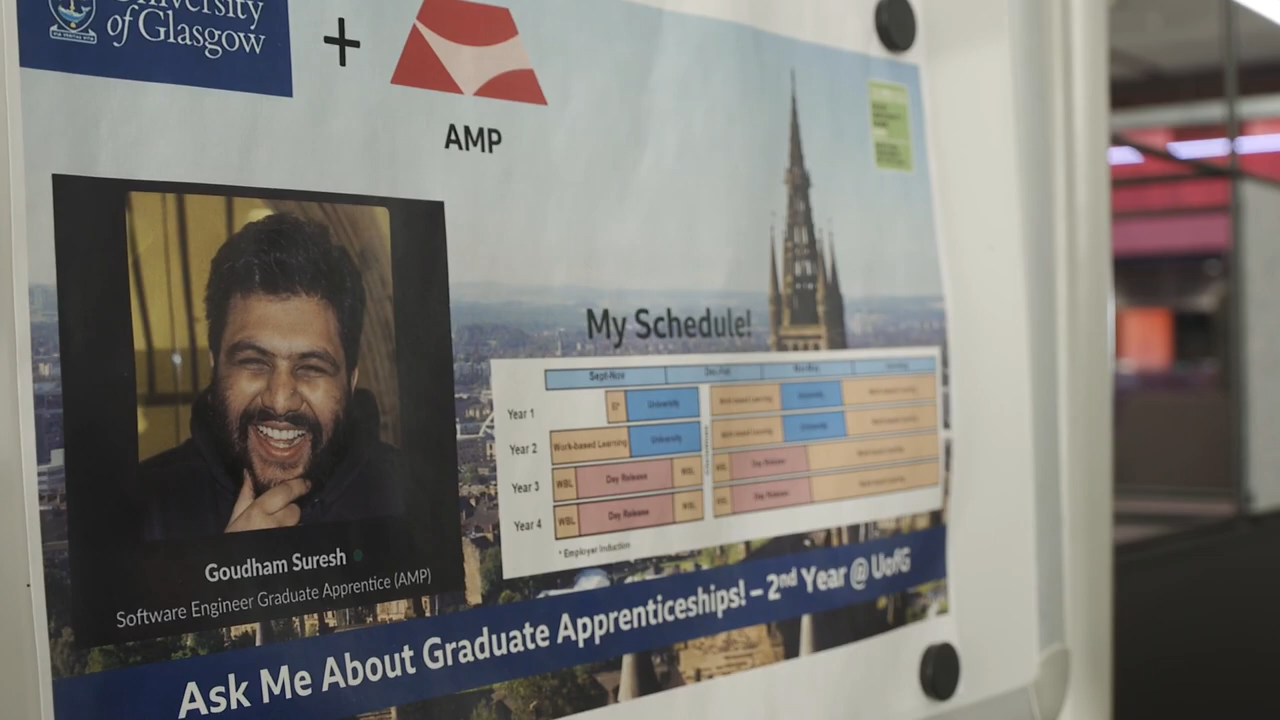 University
of Glasgow
+
AMP
My Schedule!
Sept-Nov
Year 1
University
Year 2
Work-based Learning
University
Year 3
WBL
Day Release
WBL
WBL
Day Release
Year 4
WBL
Day Release
WBL
WBL
Day Release
* Employer Induction
Goudham Suresh
Software Engineer Graduate Apprentice (AMP)
Ask Me About Graduate Apprenticeships! – 2nd Year @ UofG